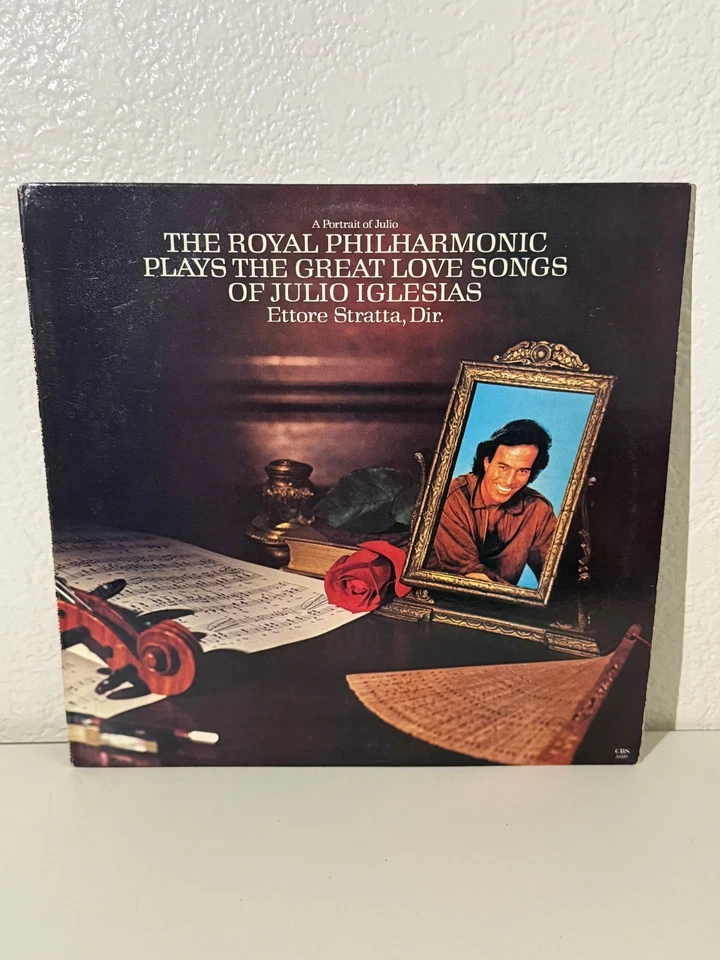 A Portrait of Julio
THE ROYAL PHILHARMONIC
PLAYS THE GREAT LOVE SONGS
OF JULIO IGLESIAS
Ettore Stratta, Dir.
CBS